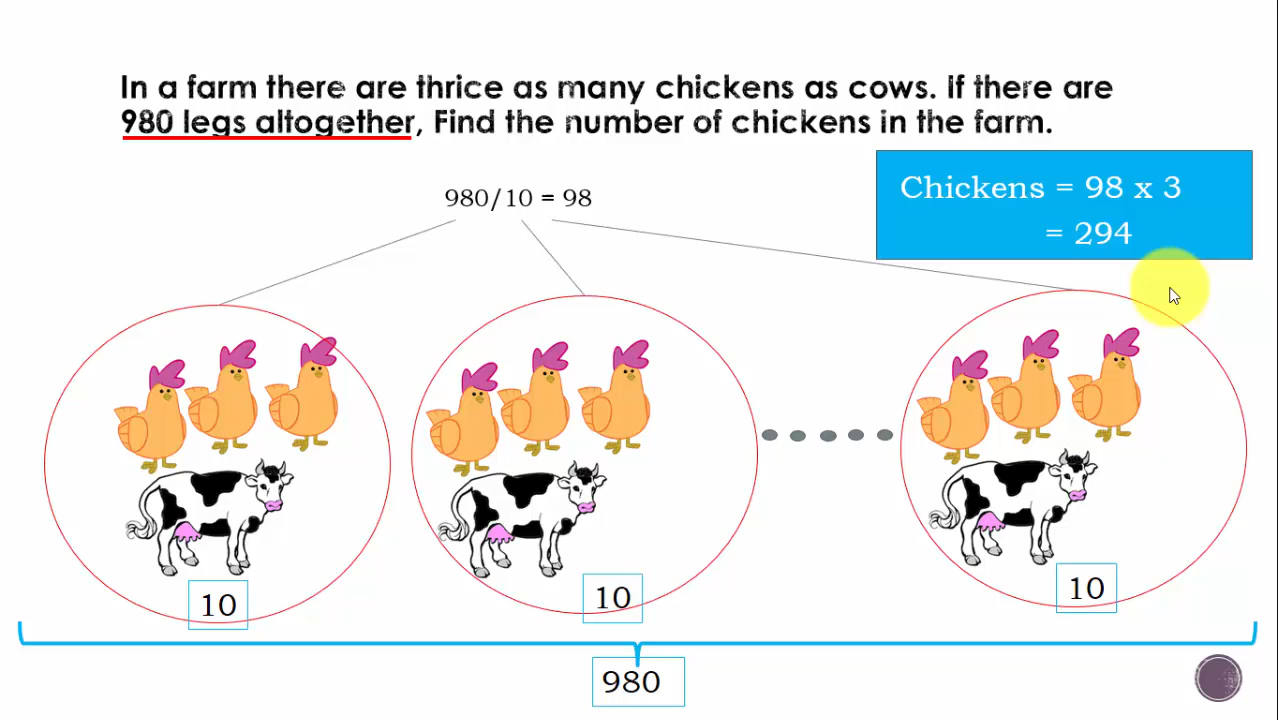 In a farm there are thrice as many chickens as cows. If there are
980 legs altogether, Find the number of chickens in the farm.
980/10 = 98
Chickens = 98 x 3
= 294
10
10
10
980